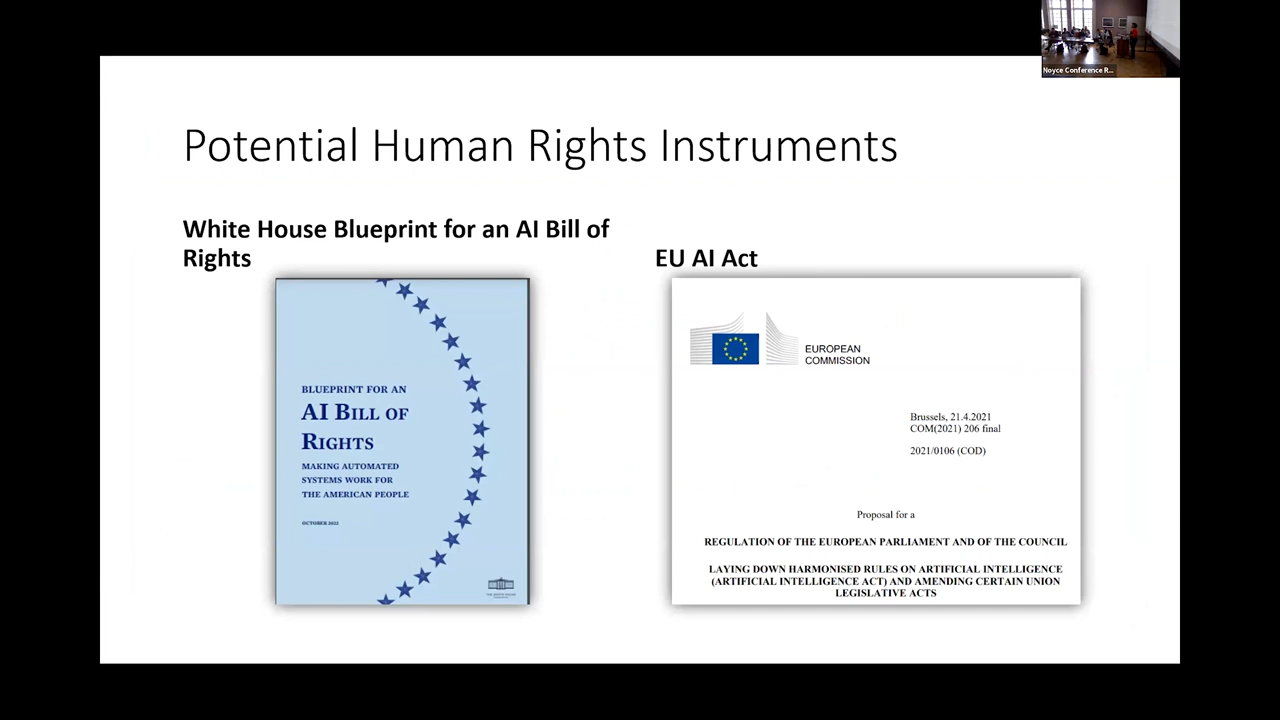 Noyce Conference R...
Potential Human Rights Instruments
White House Blueprint for an AI Bill of
Rights
BLUEPRINT FOR AN
AI BILL OF
RIGHTS
MAKING AUTOMATED
SYSTEMS WORK FOR
THE AMERICAN PEOPLE
OCTOBER 2022
EU AI Act
EUROPEAN
COMMISSION
Brussels, 21.4.2021
COM(2021) 206 final
2021/0106 (COD)
Proposal for a
REGULATION OF THE EUROPEAN PARLIAMENT AND OF THE COUNCIL
LAYING DOWN HARMONISED RULES ON ARTIFICIAL INTELLIGENCE
(ARTIFICIAL INTELLIGENCE ACT) AND AMENDING CERTAIN UNION
LEGISLATIVE ACTS